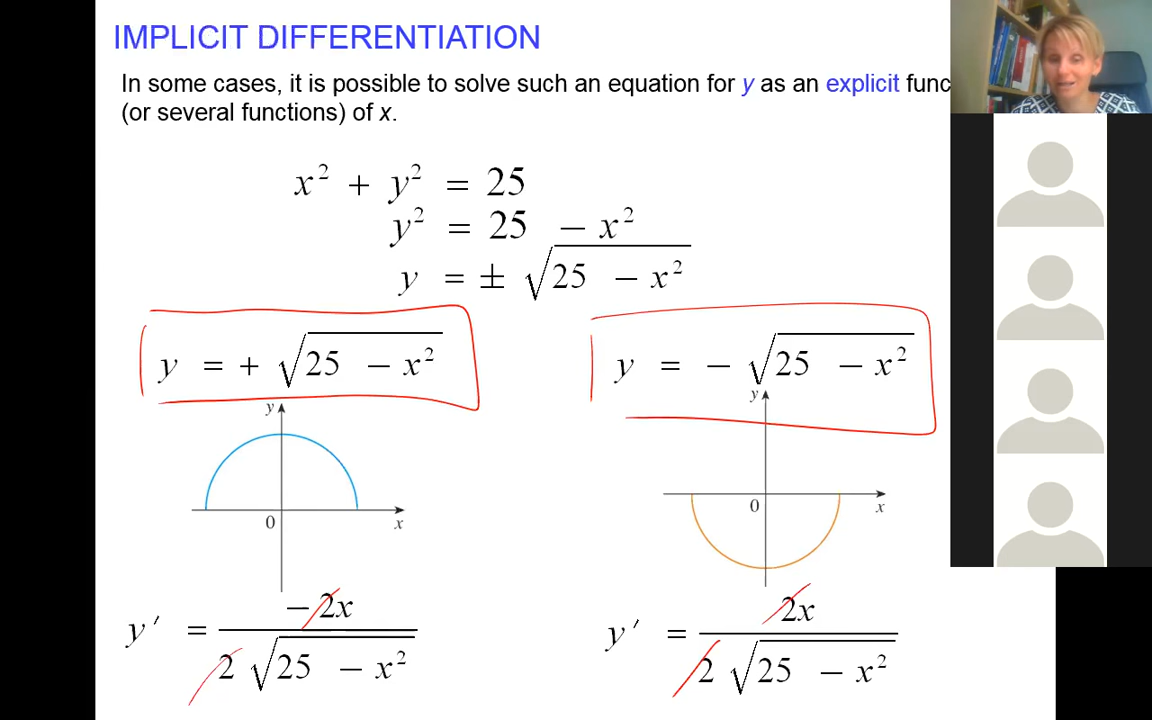 IMPLICIT DIFFERENTIATION
In some cases, it is possible to solve such an equation for y as an explicit func
(or several functions) of x.
x² + y² = 25
y² = 25 − x²
y = ± √(25 − x²)
y = + √(25 − x²)
y = − √(25 − x²)
y
0
x
y
0
x
y′ = −2x / 2√(25 − x²)
y′ = 2x / 2√(25 − x²)